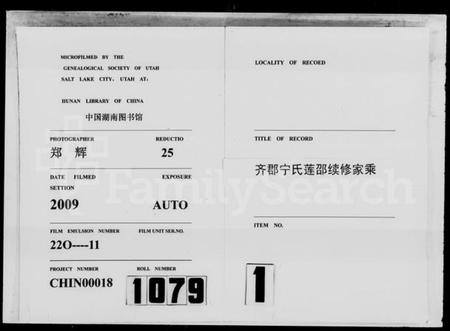 MICROFILMED BY THE
GENEALOGICAL SOCIETY OF UTAH
SALT LAKE CITY, UTAH AT:
HUNAN LIBRARY OF CHINA
中国湖南图书馆
PHOTOGRAPHER REDUCTIO
郑 辉 25
DATE FILMED EXPOSURE
SETTION
2009 AUTO
FILM EMULSION NUMBER FILM UNIT SER.NO.
22O----11
PROJECT NUMBER ROLL NUMBER
CHIN00018 1079 1
LOCALITY OF RECOED
TITLE OF RECORD
齐郡宁氏莲邵续修家乘
ITEM NO.
FamilySearch